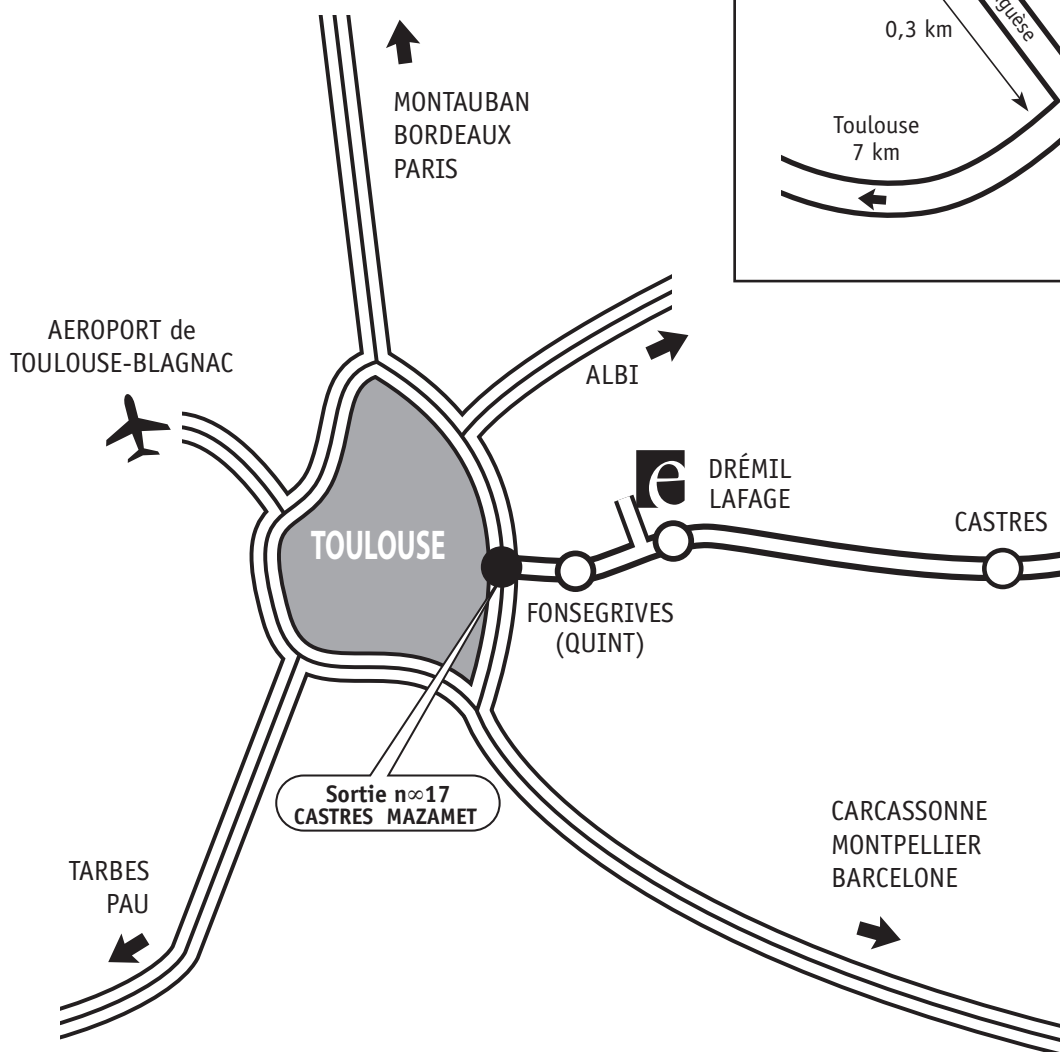 0,3 km
Toulouse
7 km
MONTAUBAN
BORDEAUX
PARIS
AEROPORT de
TOULOUSE-BLAGNAC
ALBI
e
DRÉMIL
LAFAGE
CASTRES
TOULOUSE
FONSEGRIVES
(QUINT)
Sortie n∞17
CASTRES MAZAMET
CARCASSONNE
MONTPELLIER
BARCELONE
TARBES
PAU